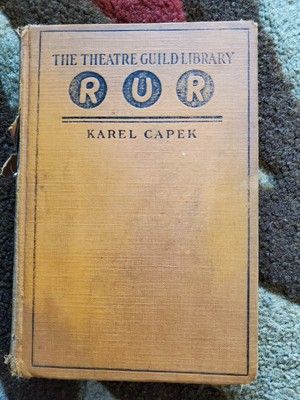 THE THEATRE GUILD LIBRARY
RUR
KAREL CAPEK